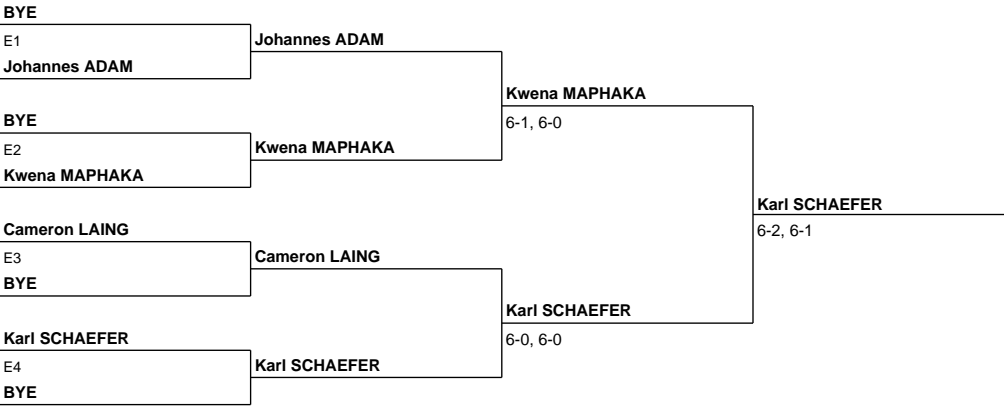 BYE
E1
Johannes ADAM
Johannes ADAM
BYE
E2
Kwena MAPHAKA
Kwena MAPHAKA
Kwena MAPHAKA
6-1, 6-0
Cameron LAING
E3
BYE
Cameron LAING
Karl SCHAEFER
E4
BYE
Karl SCHAEFER
Karl SCHAEFER
6-0, 6-0
Karl SCHAEFER
6-2, 6-1